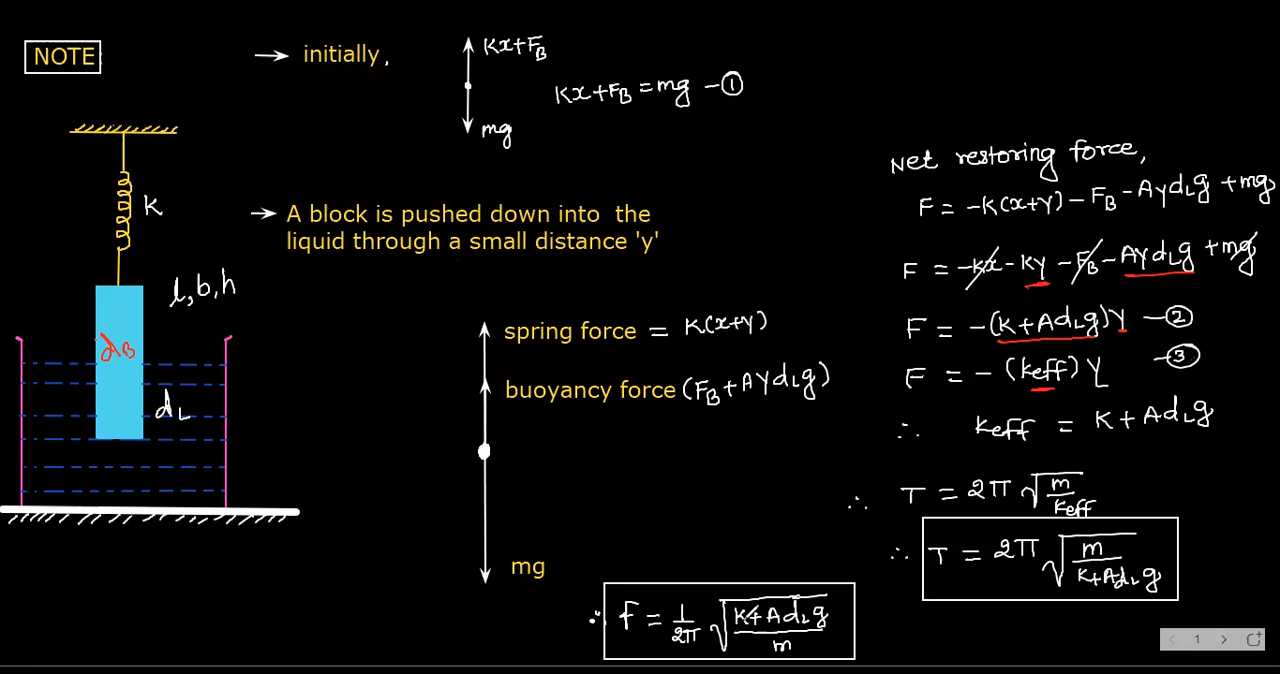 NOTE
→ initially.
Kx+F_B
Kx+F_B = mg -①
mg
K
→ A block is pushed down into the
liquid through a small distance 'y'
l, b, h
d_B
d_L
spring force = K(x+y)
buoyancy force (F_B+Ayd_Lg)
mg
∴ f = 1/2π √(K+Ad_Lg/m)
Net restoring force,
F = -K(x+y) - F_B - Ayd_Lg + mg
F = -Kx - Ky - F_B - Ayd_Lg + mg
F = -(K+Ad_Lg)y -②
F = -(Keff)y -③
∴ Keff = K+Ad_Lg
∴ T = 2π √(m/Keff)
∴ T = 2π √(m/K+Ad_Lg)
1